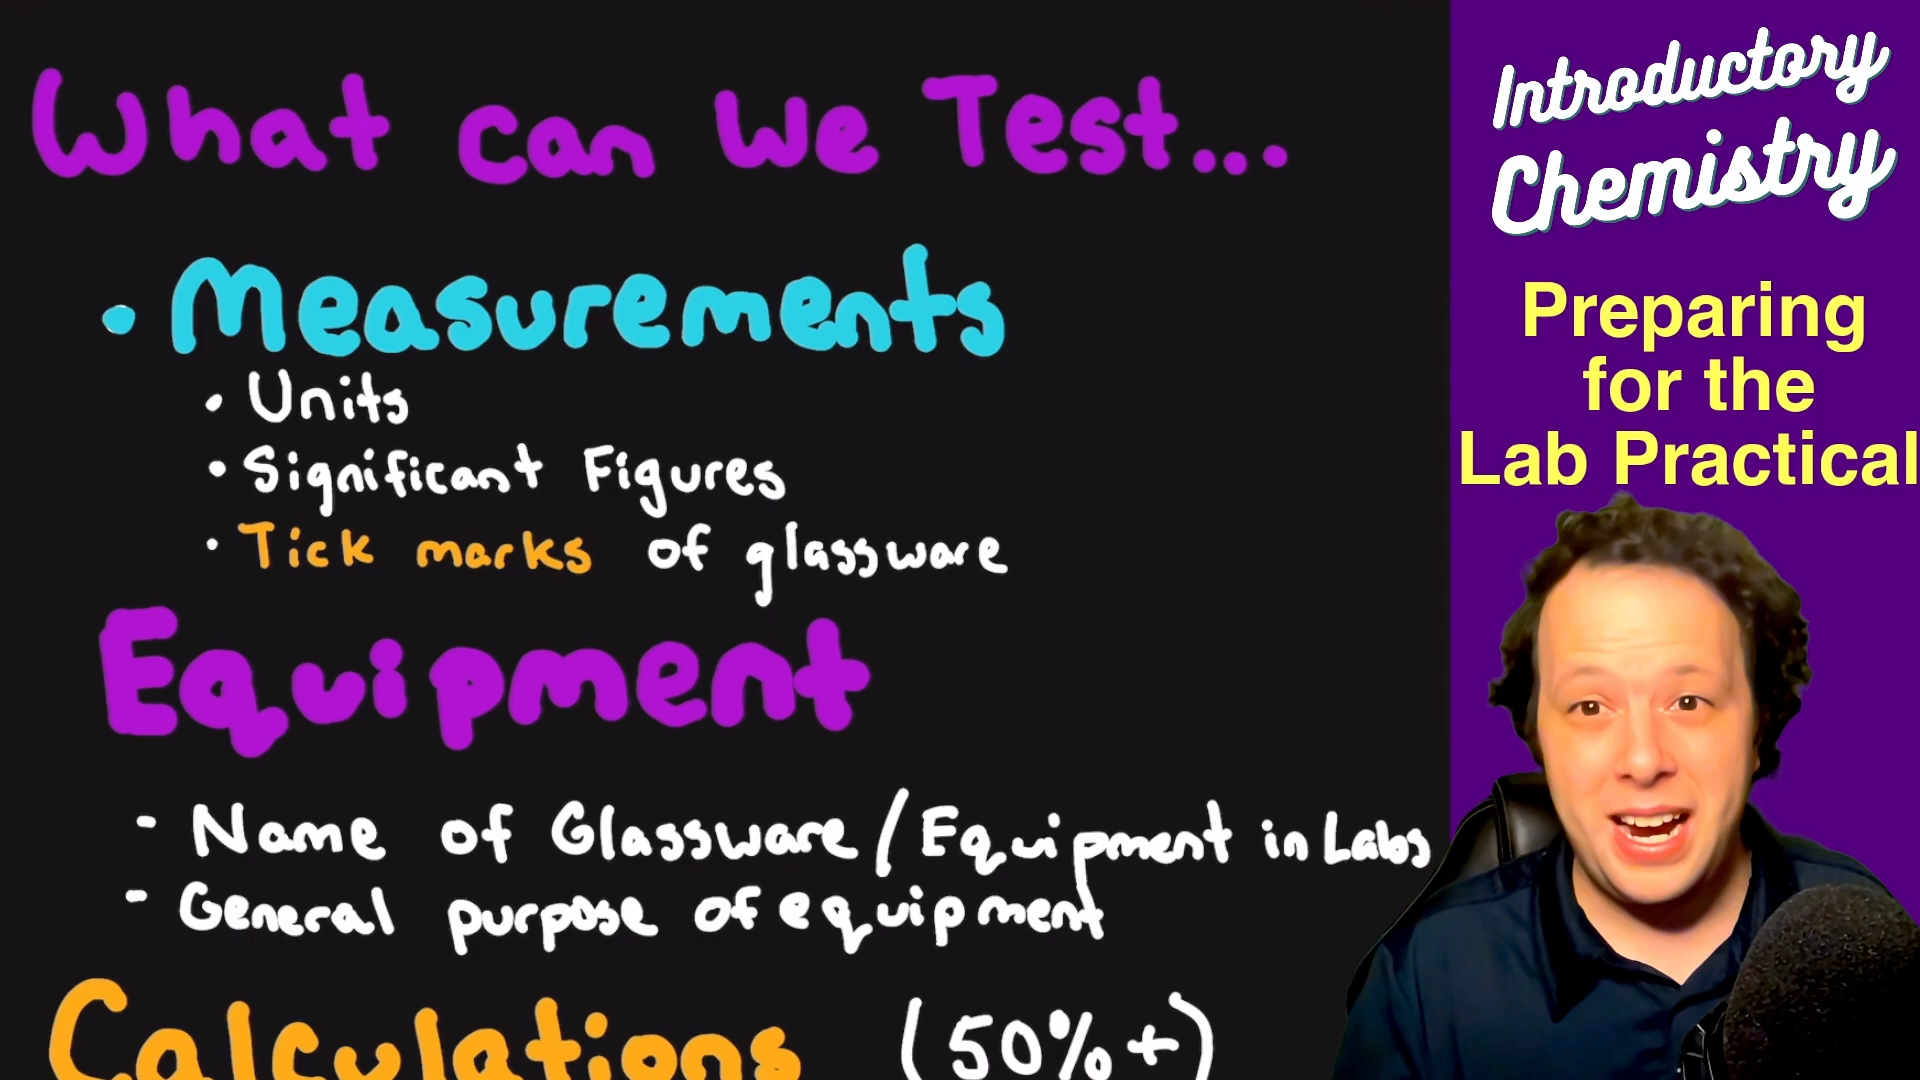 What can We Test...
• Measurements
• Units
• Significant Figures
• Tick marks of glassware
Equipment
- Name of Glassware/Equipment in Labs
- General purpose of equipment
Calculations (50%+)
Introductory
Chemistry
Preparing
for the
Lab Practical